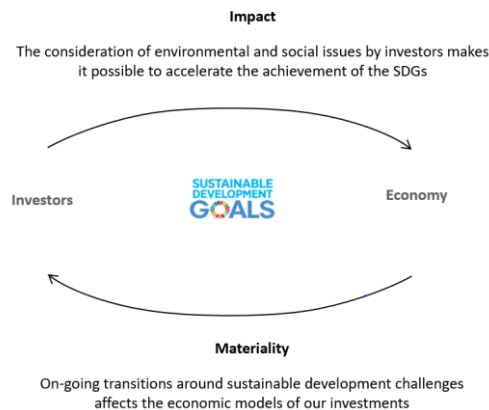 Impact
The consideration of environmental and social issues by investors makes
it possible to accelerate the achievement of the SDGs
Investors
SUSTAINABLE
DEVELOPMENT
GOALS
Economy
Materiality
On-going transitions around sustainable development challenges
affects the economic models of our investments